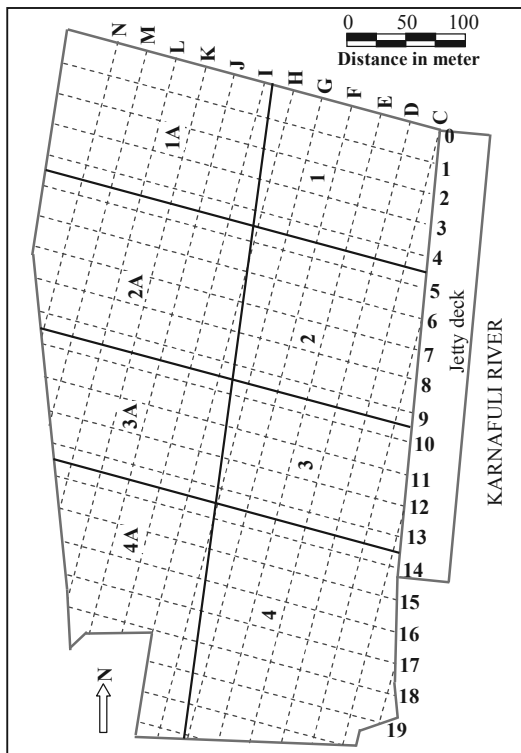 0 50 100
Distance in meter
N M L K J I H G F E D C
0
1
2
3
4
5
6
7
8
9
10
11
12
13
14
15
16
17
18
19
1A
1
2A
2
3A
3
4A
4
Jetty deck
KARNAFULI RIVER
N